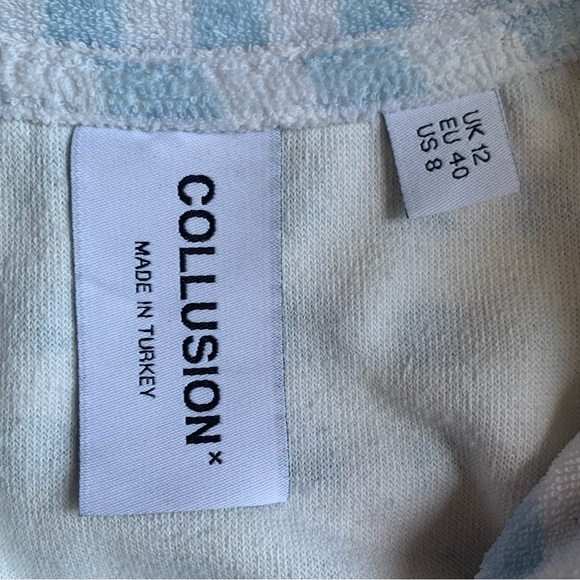 COLLUSION×
MADE IN TURKEY
UK 12
EU 40
US 8